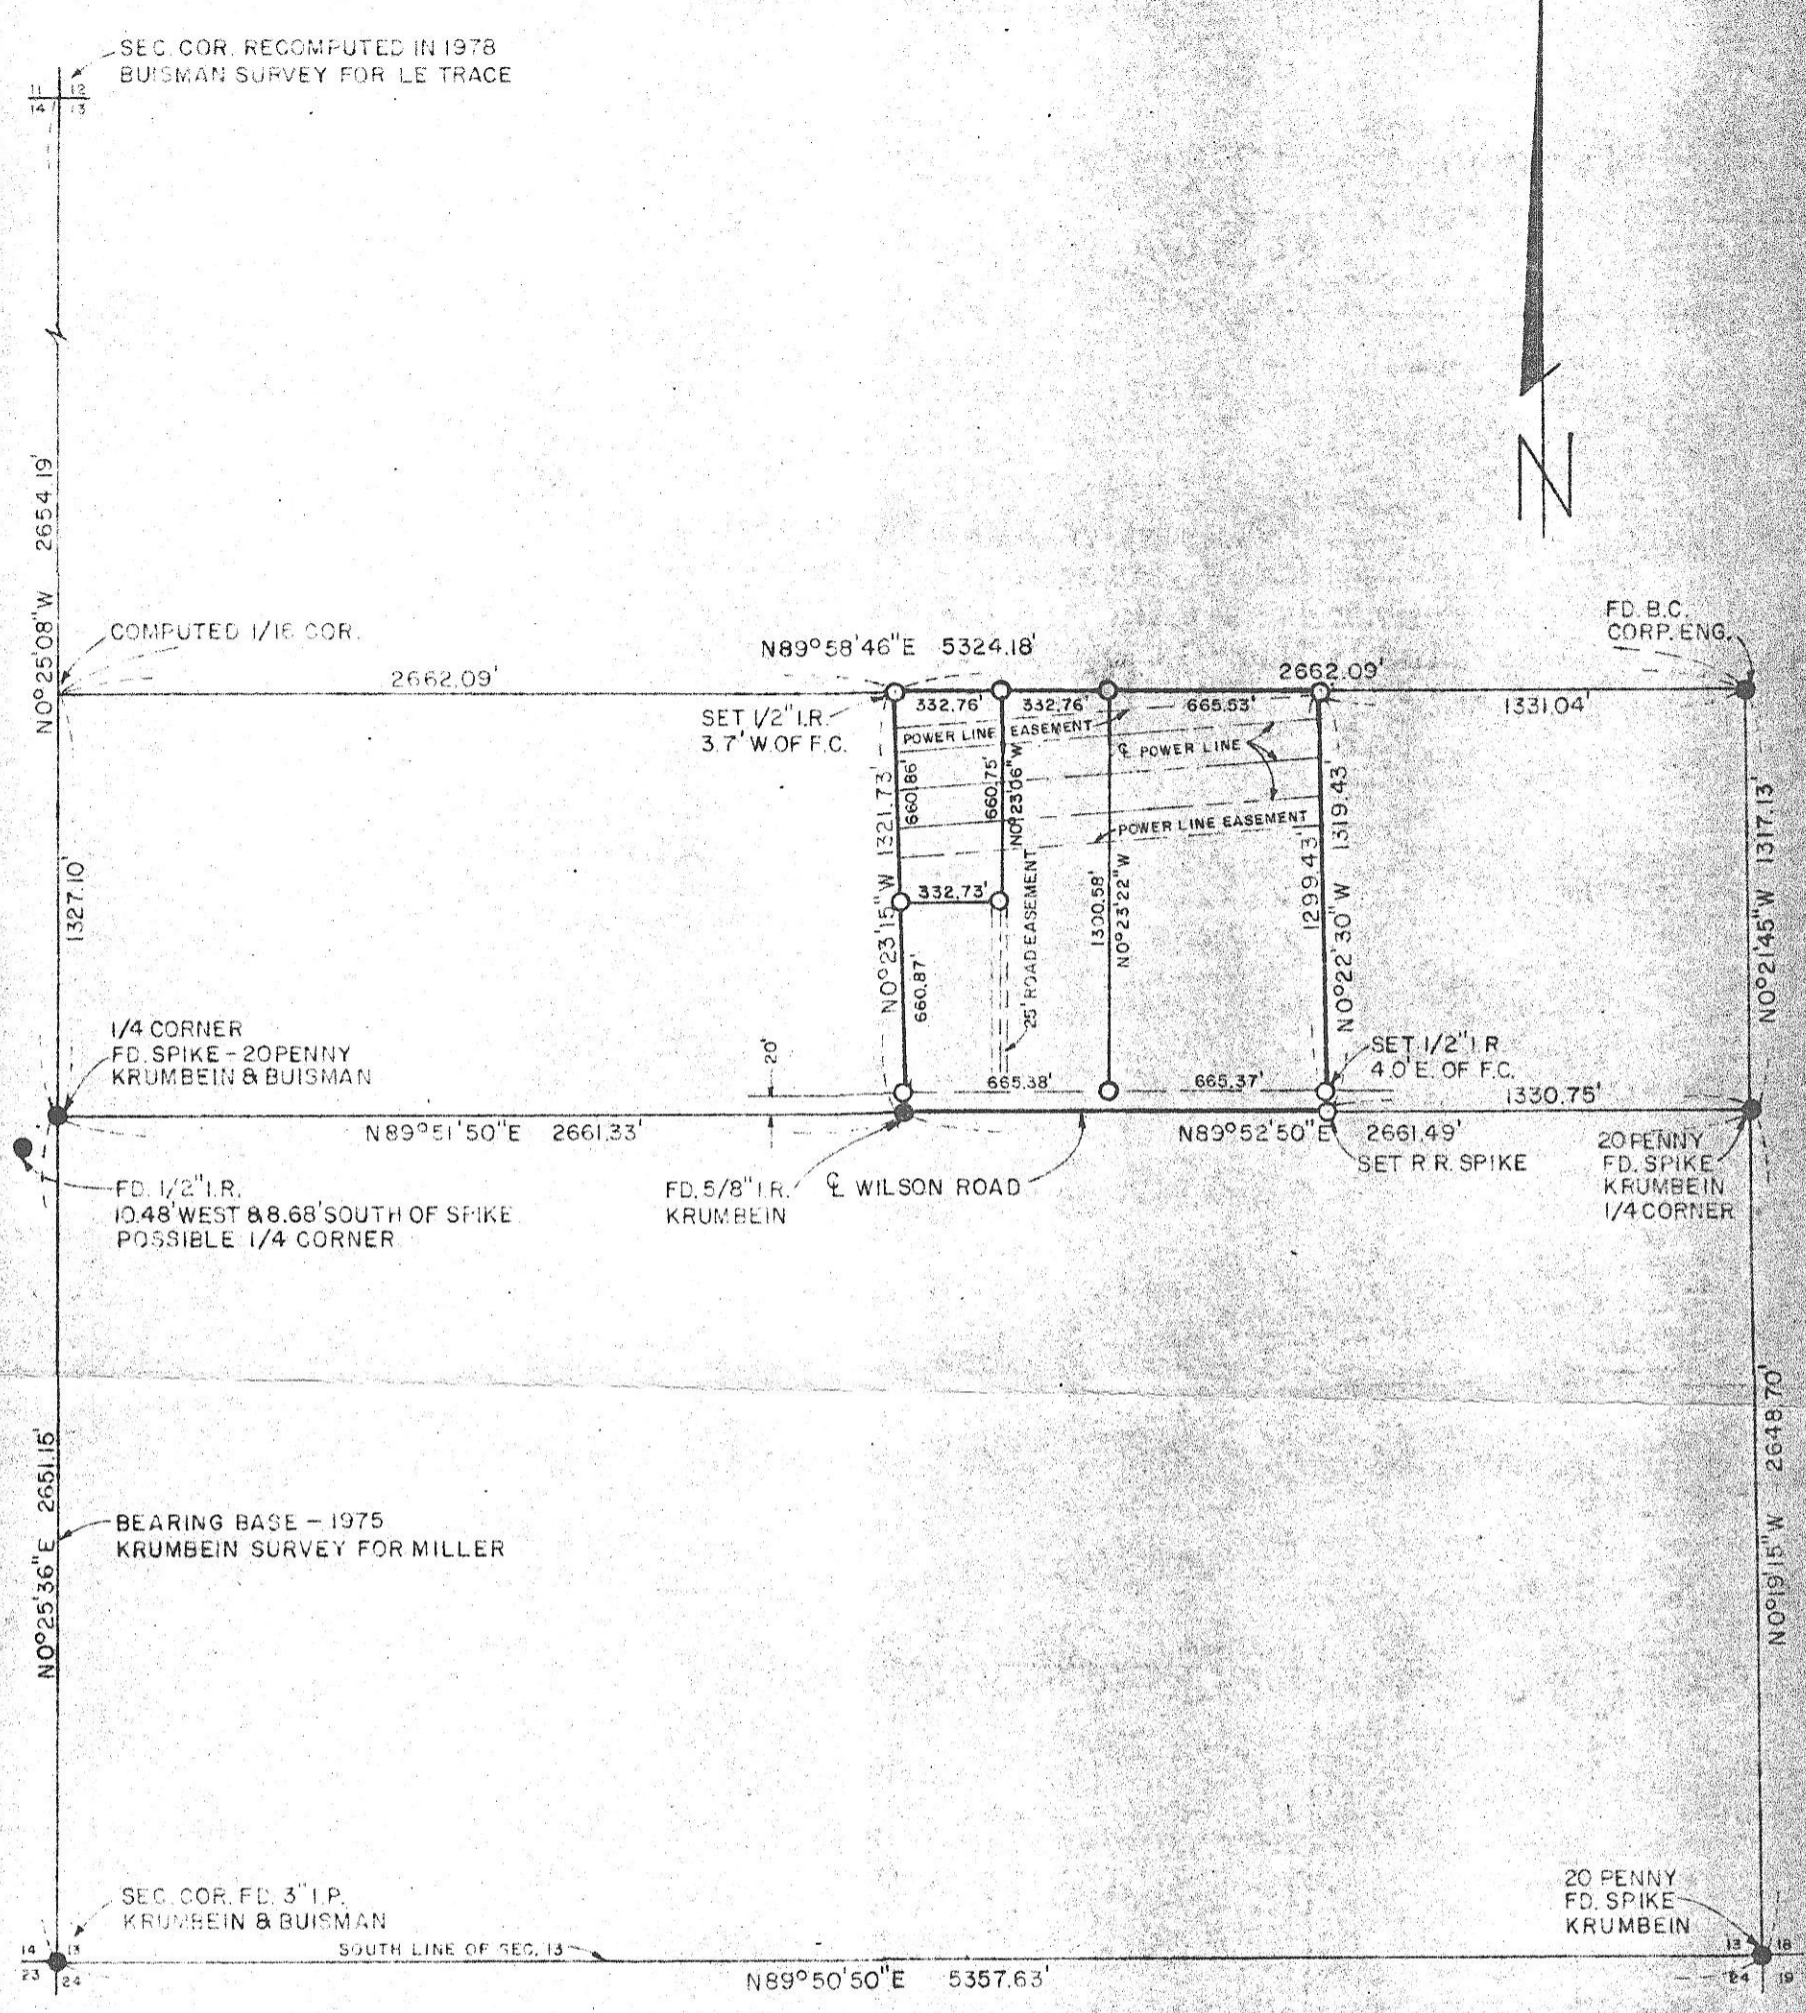 SEC. COR. RECOMPUTED IN 1978
BUISMAN SURVEY FOR LE TRACE
11 12
14 13
N
N0°25'08"W 2654.19'
COMPUTED 1/16 COR.
FD. B.C.
CORP. ENG.
N89°58'46"E 5324.18'
2662.09'
2662.09'
1331.04'
332.76'
332.76'
665.53'
SET 1/2" I.R.
3.7' W. OF F.C.
POWER LINE EASEMENT
℄ POWER LINE
POWER LINE EASEMENT
N0°23'15"W 1321.73'
660.86'
660.75'
N0°23'06"W
332.73'
660.87'
25' ROAD EASEMENT
1300.58'
N0°23'22"W
1299.43'
N0°22'30"W 1319.43'
N0°21'45"W 1317.13'
1327.10'
1/4 CORNER
FD. SPIKE - 20 PENNY
KRUMBEIN & BUISMAN
20'
SET 1/2" I.R
4.0' E. OF F.C.
665.38'
665.37'
1330.75'
N89°51'50"E 2661.33'
N89°52'50"E 2661.49'
SET R.R. SPIKE
20 PENNY
FD. SPIKE
KRUMBEIN
1/4 CORNER
FD. 1/2" I.R.
10.48' WEST & 8.68' SOUTH OF SPIKE
POSSIBLE 1/4 CORNER
FD. 5/8" I.R.
KRUMBEIN
℄ WILSON ROAD
N0°25'36"E 2651.15'
BEARING BASE - 1975
KRUMBEIN SURVEY FOR MILLER
N0°19'15"W 2648.70'
SEC. COR. FD. 3" I.P.
KRUMBEIN & BUISMAN
20 PENNY
FD. SPIKE
KRUMBEIN
14 13
23 24
SOUTH LINE OF SEC. 13
13 18
24 19
N89°50'50"E 5357.63'